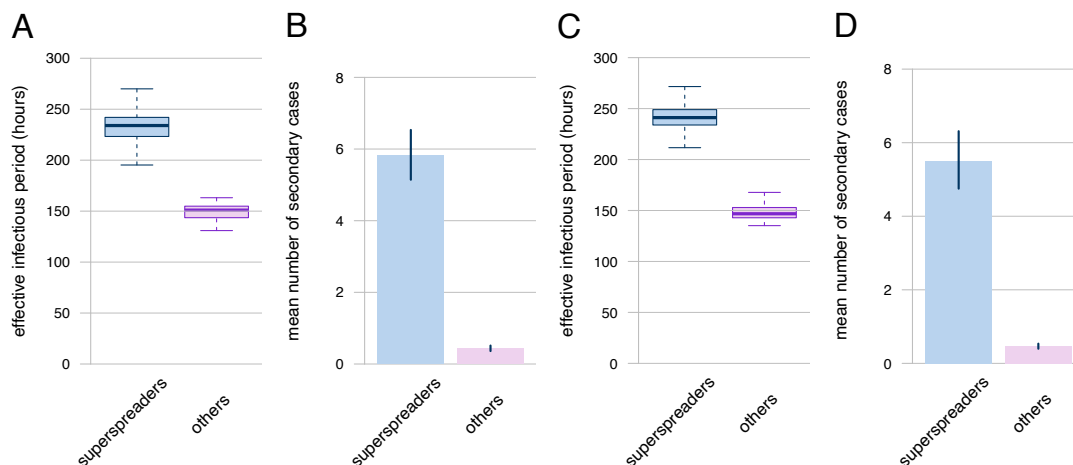 A
effective infectious period (hours)
300
250
200
150
100
50
0
superspreaders
others
B
mean number of secondary cases
8
6
4
2
0
superspreaders
others
C
effective infectious period (hours)
300
250
200
150
100
50
0
superspreaders
others
D
mean number of secondary cases
8
6
4
2
0
superspreaders
others